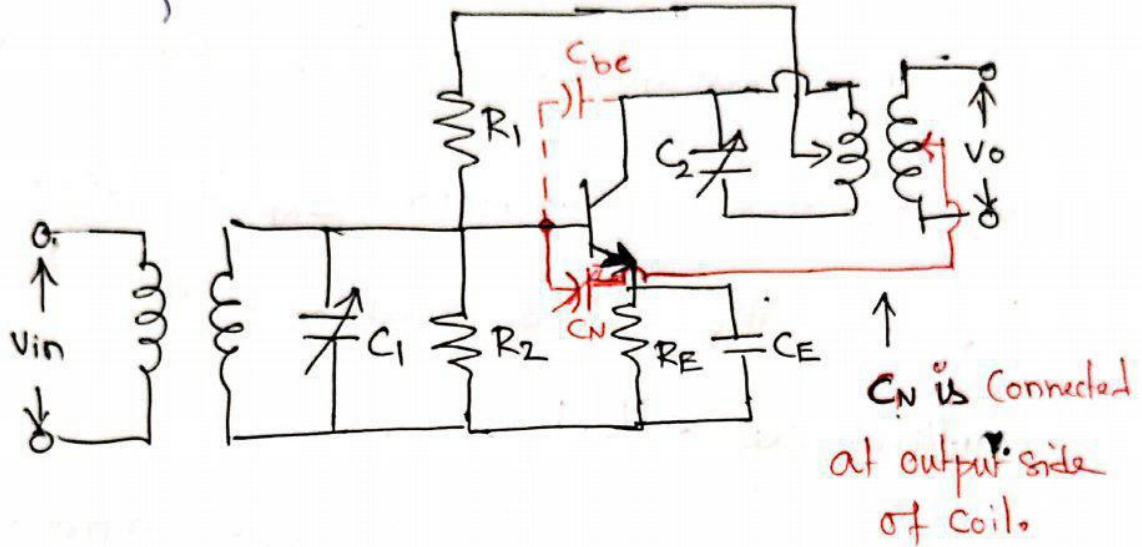 )
Cbc
R1
C2
Vo
Vin
C1
R2
CN
RE
CE
CN is Connected
at output side
of coil.